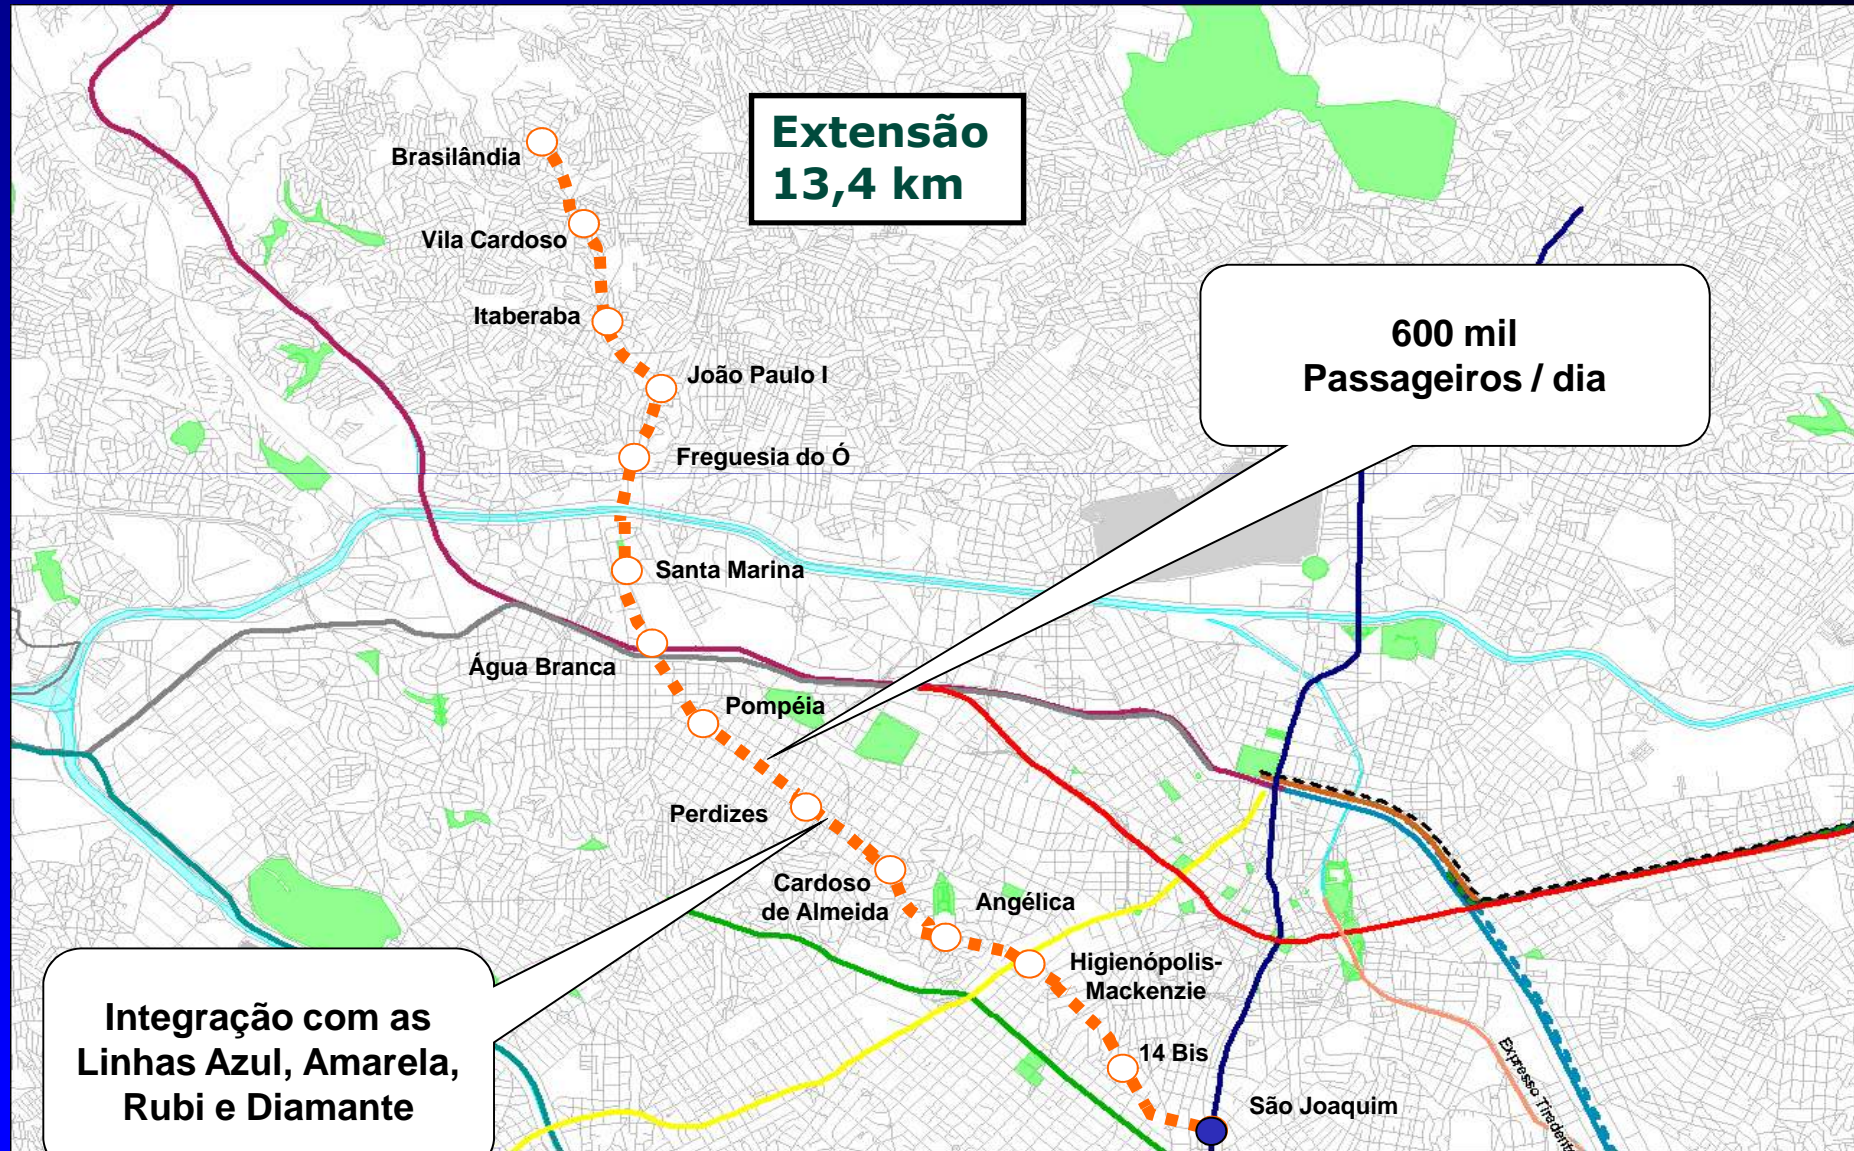 Extensão
13,4 km
Brasilândia
Vila Cardoso
600 mil
Passageiros / dia
Itaberaba
João Paulo I
Freguesia do Ó
Santa Marina
Água Branca
Pompéia
Perdizes
Cardoso
de Almeida
Angélica
Higienópolis-
Mackenzie
Integração com as
Linhas Azul, Amarela,
Rubi e Diamante
14 Bis
São Joaquim
Expresso Tiradente